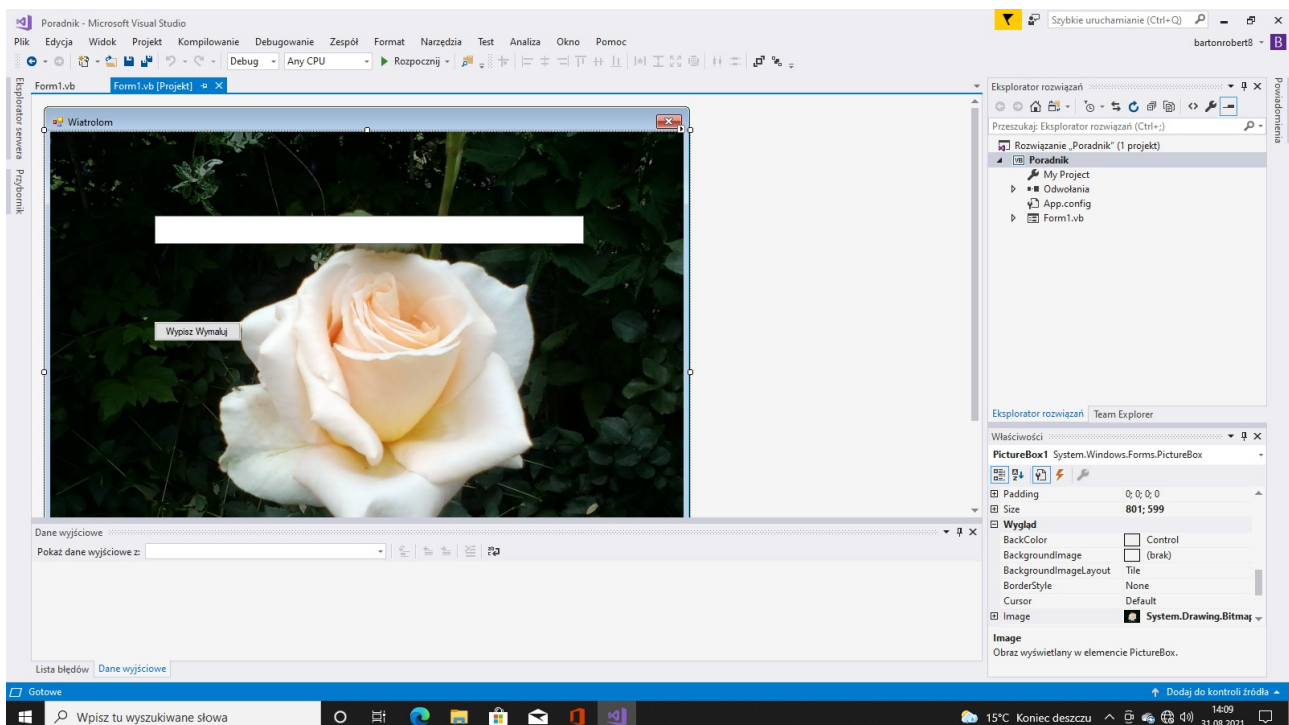 Poradnik - Microsoft Visual Studio
Szybkie uruchamianie (Ctrl+Q)
Plik Edycja Widok Projekt Kompilowanie Debugowanie Zespół Format Narzędzia Test Analiza Okno Pomoc
bartonrobert8 B
Debug Any CPU Rozpocznij
Eksplorator serwera
Przybornik
Form1.vb Form1.vb [Projekt]
Wiatrolom
Wypisz Wymaluj
Eksplorator rozwiązań
Przeszukaj: Eksplorator rozwiązań (Ctrl+;)
Rozwiązanie „Poradnik" (1 projekt)
VB Poradnik
My Project
Odwołania
App.config
Form1.vb
Powiadomienia
Eksplorator rozwiązań Team Explorer
Właściwości
PictureBox1 System.Windows.Forms.PictureBox
Padding 0; 0; 0; 0
Size 801; 599
Wygląd
BackColor Control
BackgroundImage (brak)
BackgroundImageLayout Tile
BorderStyle None
Cursor Default
Image System.Drawing.Bitmap
Image
Obraz wyświetlany w elemencie PictureBox.
Dane wyjściowe
Pokaż dane wyjściowe z:
Lista błędów Dane wyjściowe
Gotowe
Dodaj do kontroli źródła
Wpisz tu wyszukiwane słowa
15°C Koniec deszczu
14:09
31.08.2021